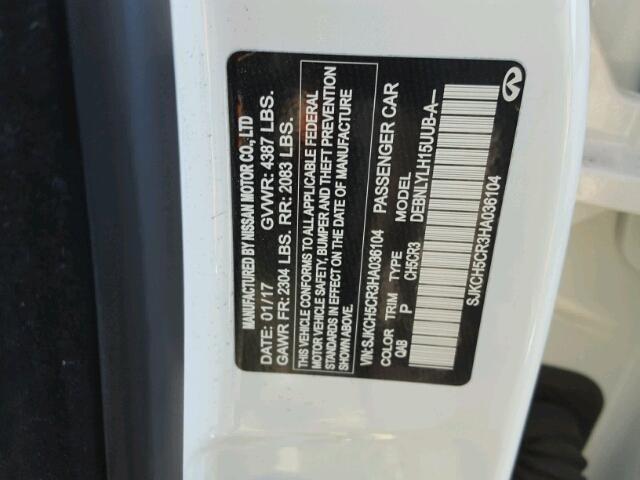 MANUFACTURED BY NISSAN MOTOR CO., LTD
DATE: 01/17 GVWR: 4387 LBS.
GAWR FR: 2304 LBS. RR: 2083 LBS.
THIS VEHICLE CONFORMS TO ALL APPLICABLE FEDERAL
MOTOR VEHICLE SAFETY, BUMPER AND THEFT PREVENTION
STANDARDS IN EFFECT ON THE DATE OF MANUFACTURE
SHOWN ABOVE.
VIN:SJKCH5CR3HA036104 PASSENGER CAR
COLOR TRIM TYPE MODEL
QAB P CH5CR3 DEBNLYLH15UUB-A--
SJKCH5CR3HA036104